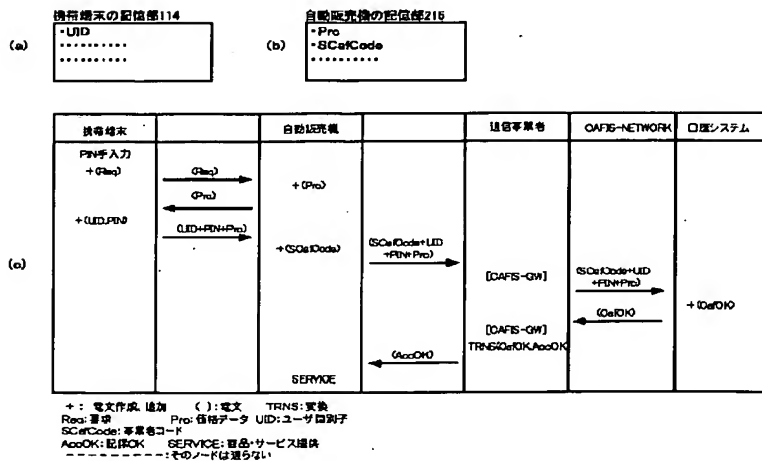 携帯端末の記憶部114
自動販売機の記憶部216
(a)
・UID
(b)
・Pro
・SCafCode
携帯端末
自動販売機
通信事業者
CAFIS-NETWORK
口座システム
PIN手入力
+(Req)
(Req)
+(Pro)
(Pro)
+(UID,PIN)
(UID+PIN+Pro)
+(SCafCode)
(SCafCode+UID
+PIN+Pro)
(c)
[CAFIS-GW]
(SCafCode+UID
+PIN+Pro)
+(CafOK)
(CafOK)
[CAFIS-GW]
TRNS(CafOK,AccOK
(AccOK)
SERVICE
+： 電文作成、追加 ( )：電文 TRNS：変換
Req：要求 Pro：価格データ UID：ユーザ識別子
SCafCode：事業者コード
AccOK：記録OK SERVICE：商品・サービス提供
----------：そのノードは通らない